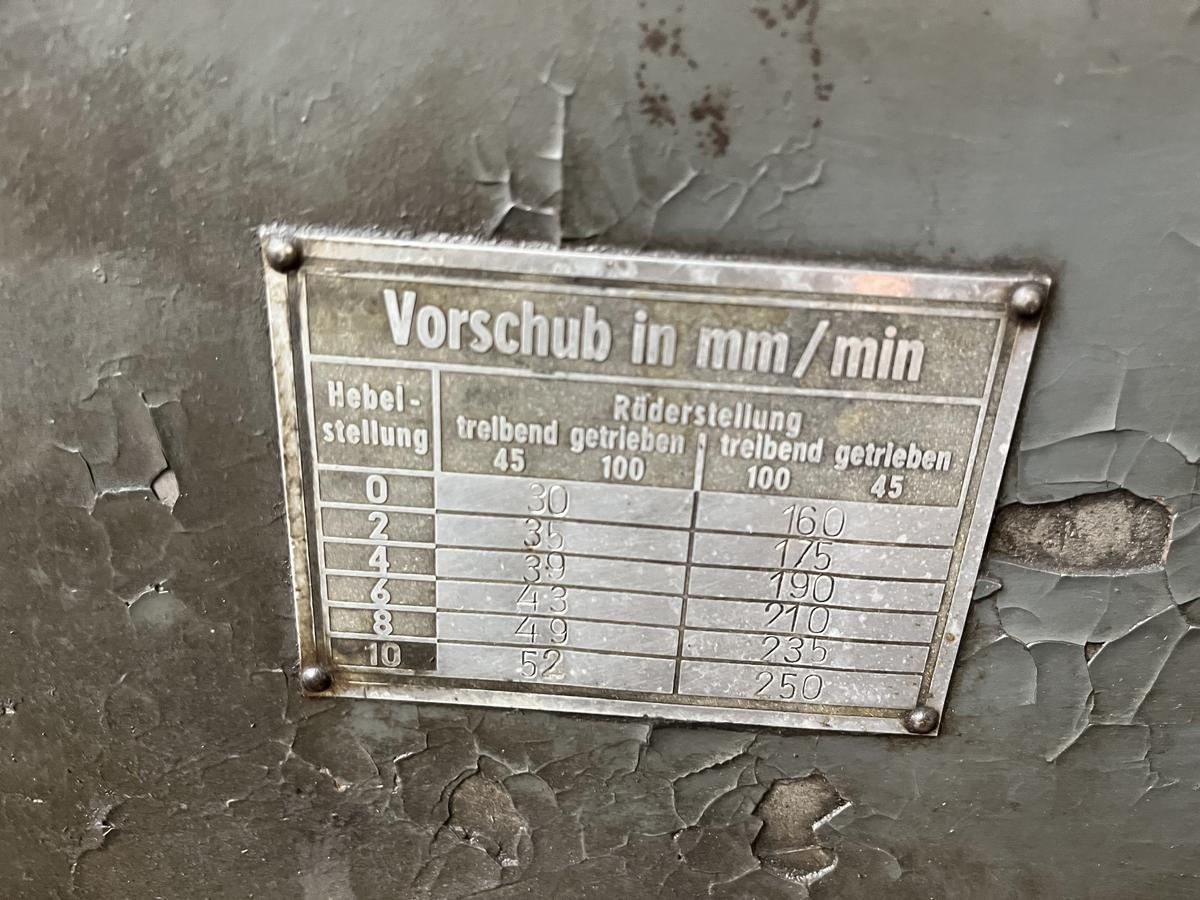 Vorschub in mm/min
Hebel-stellung Räderstellung
treibend getrieben treibend getrieben
45 100 100 45
0 30 160
2 35 175
4 39 190
6 43 210
8 49 235
10 52 250